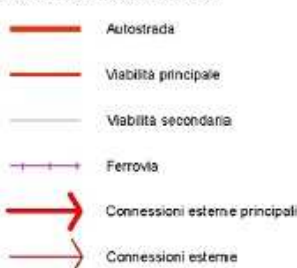 Autostrada
Viabilità principale
Viabilità secondaria
Ferrovia
Connessioni esterne principali
Connessioni esterne